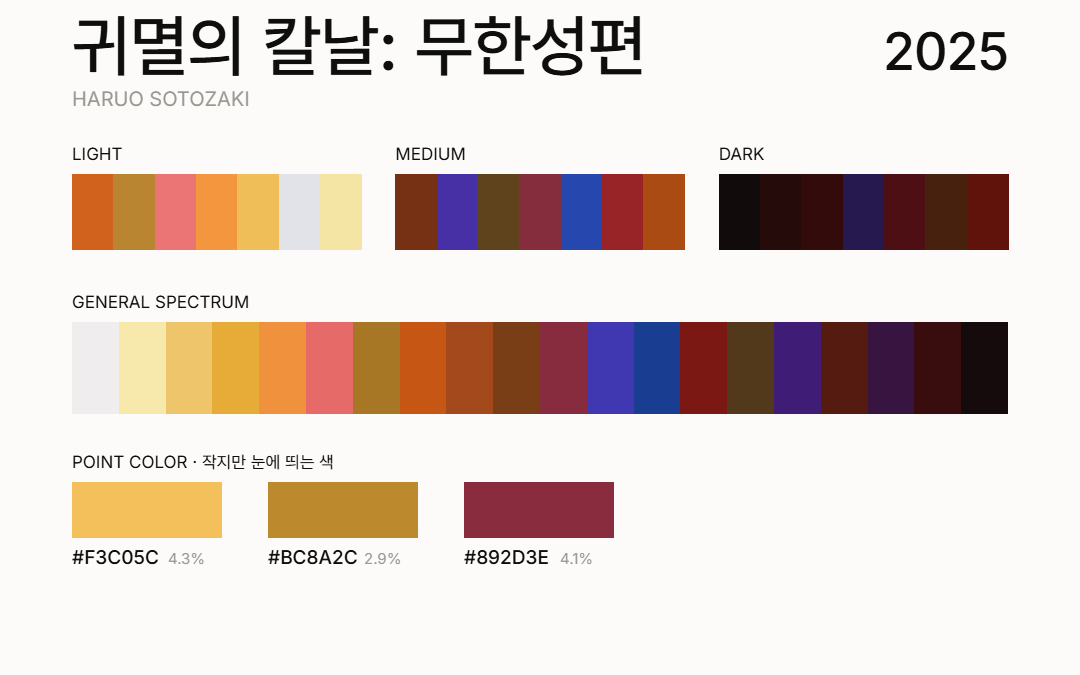 귀멸의 칼날: 무한성편
2025
HARUO SOTOZAKI
LIGHT
MEDIUM
DARK
GENERAL SPECTRUM
POINT COLOR · 작지만 눈에 띄는 색
#F3C05C 4.3%
#BC8A2C 2.9%
#892D3E 4.1%